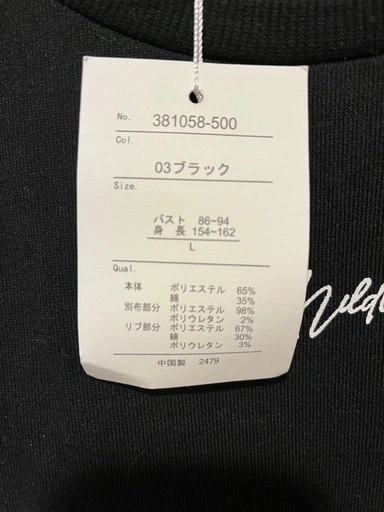 No. 381058-500
Col.
03ブラック
Size.
バスト 86~94
身 長 154~162
L
Qual.
本体 ポリエステル 65%
綿 35%
別布部分 ポリエステル 98%
ポリウレタン 2%
リブ部分 ポリエステル 67%
綿 30%
ポリウレタン 3%
中国製 2479